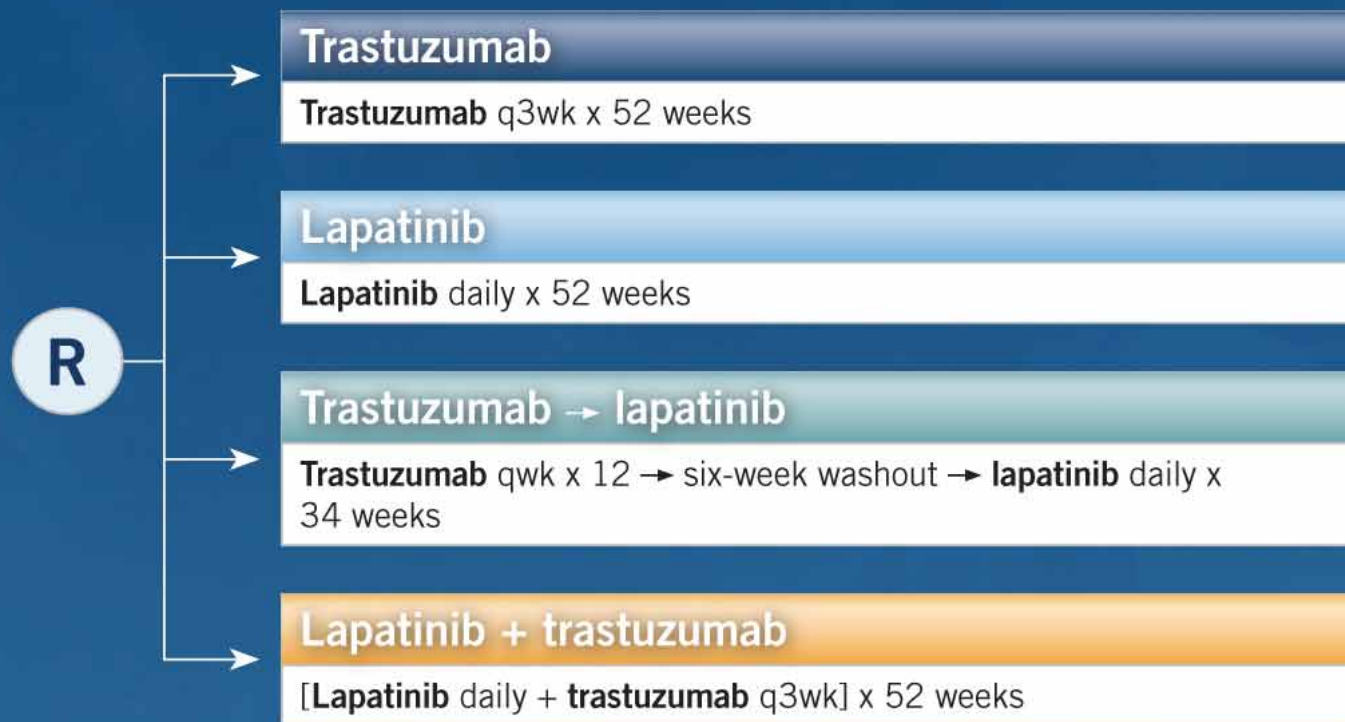 Trastuzumab
Trastuzumab q3wk x 52 weeks
Lapatinib
Lapatinib daily x 52 weeks
R
Trastuzumab → lapatinib
Trastuzumab qwk x 12 → six-week washout → lapatinib daily x
34 weeks
Lapatinib + trastuzumab
[Lapatinib daily + trastuzumab q3wk] x 52 weeks